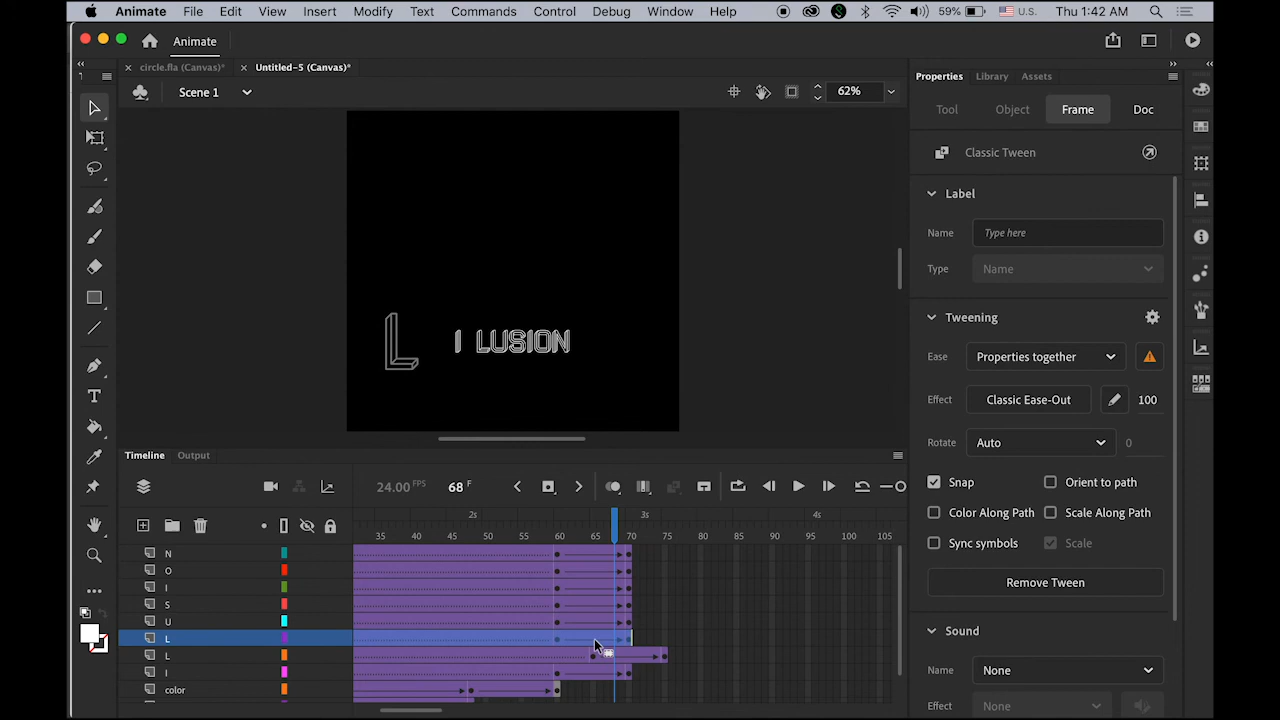 Animate File Edit View Insert Modify Text Commands Control Debug Window Help 59% U.S. Thu 1:42 AM
Animate
circle.fla (Canvas)* Untitled-5 (Canvas)* Properties Library Assets
Scene 1 62%
Tool Object Frame Doc
Classic Tween
Label
Name Type here
Type Name
Tweening
L I LUSION
Ease Properties together
Effect Classic Ease-Out 100
Rotate Auto 0
Timeline Output
Snap Orient to path
24.00 FPS 68 F
Color Along Path Scale Along Path
2s 3s 4s
35 40 45 50 55 60 65 70 75 80 85 90 95 100 105
Sync symbols Scale
N
O
Remove Tween
I
S
U
Sound
L
L
I
Name None
color
Effect None